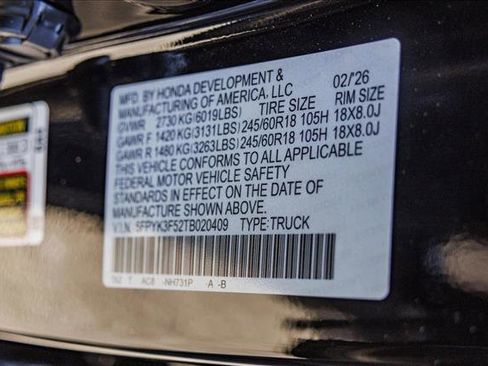 MFD. BY HONDA DEVELOPMENT & 02/'26
MANUFACTURING OF AMERICA, LLC
GVWR 2730 KG(6019LBS) TIRE SIZE RIM SIZE
GAWR F 1420 KG(3131LBS) 245/60R18 105H 18X8.0J
GAWR R 1480 KG(3263LBS) 245/60R18 105H 18X8.0J
THIS VEHICLE CONFORMS TO ALL APPLICABLE
FEDERAL MOTOR VEHICLE SAFETY
STANDARDS IN EFFECT ON THE DATE OF
MANUFACTURE SHOWN ABOVE.
V.I.N. 5FPYK3F52TB020409 TYPE:TRUCK
T -NH731P -A -B